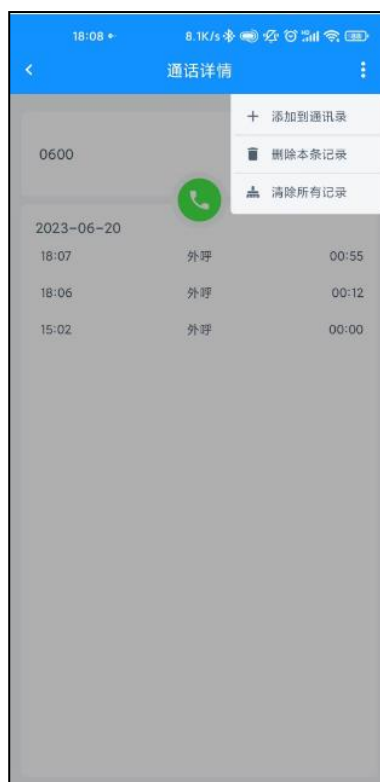 18:08 8.1K/s 88
通话详情
添加到通讯录
删除本条记录
清除所有记录
0600
2023-06-20
18:07 外呼 00:55
18:06 外呼 00:12
15:02 外呼 00:00